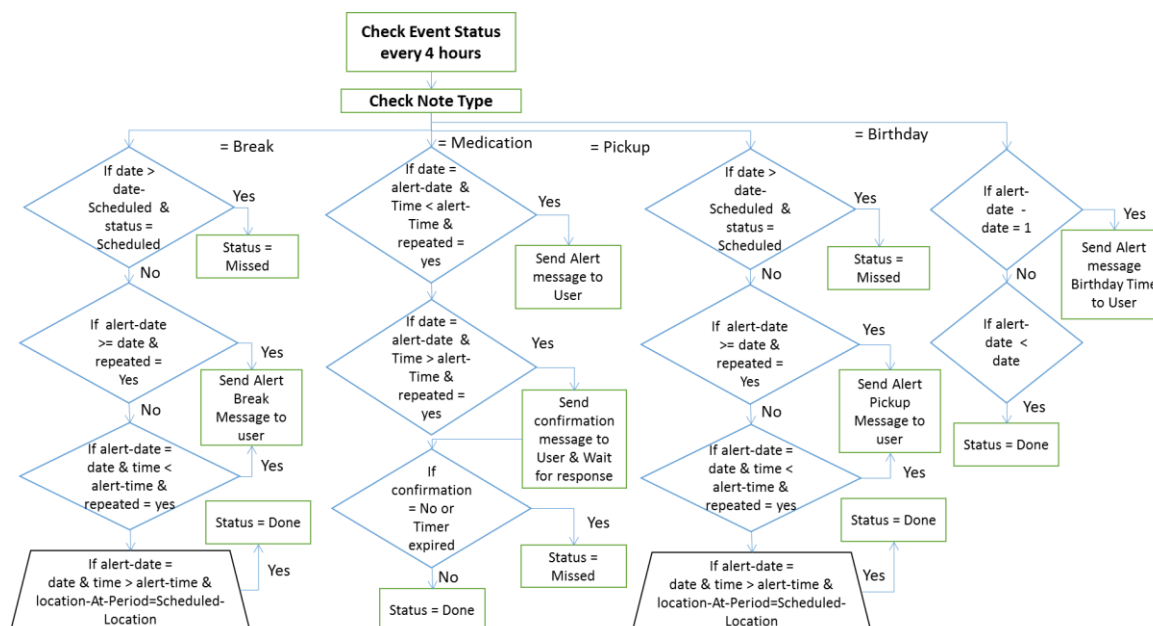 Check Event Status
every 4 hours
Check Note Type
= Break
= Medication
= Pickup
= Birthday
If date >
date-
Scheduled &
status =
Scheduled
Yes
Status =
Missed
No
If alert-date
>= date &
repeated =
Yes
Yes
Send Alert
Break
Message to
user
No
If alert-date =
date & time <
alert-time &
repeated = yes
Yes
Status = Done
If alert-date =
date & time > alert-time &
location-At-Period=Scheduled-
Location
Yes
If date =
alert-date &
Time < alert-
Time &
repeated =
yes
Yes
Send Alert
message to
User
If date =
alert-date &
Time > alert-
Time &
repeated =
yes
Yes
Send
confirmation
message to
User & Wait
for response
If
confirmation
= No or
Timer
expired
Yes
Status =
Missed
No
Status = Done
If date >
date-
Scheduled &
status =
Scheduled
Yes
Status =
Missed
No
If alert-date
>= date &
repeated =
Yes
Yes
Send Alert
Pickup
Message to
user
No
If alert-date =
date & time <
alert-time &
repeated = yes
Yes
Status = Done
If alert-date =
date & time > alert-time &
location-At-Period=Scheduled-
Location
Yes
If alert-
date -
date = 1
Yes
Send Alert
message
Birthday Time
to User
No
If alert-
date <
date
Yes
Status = Done